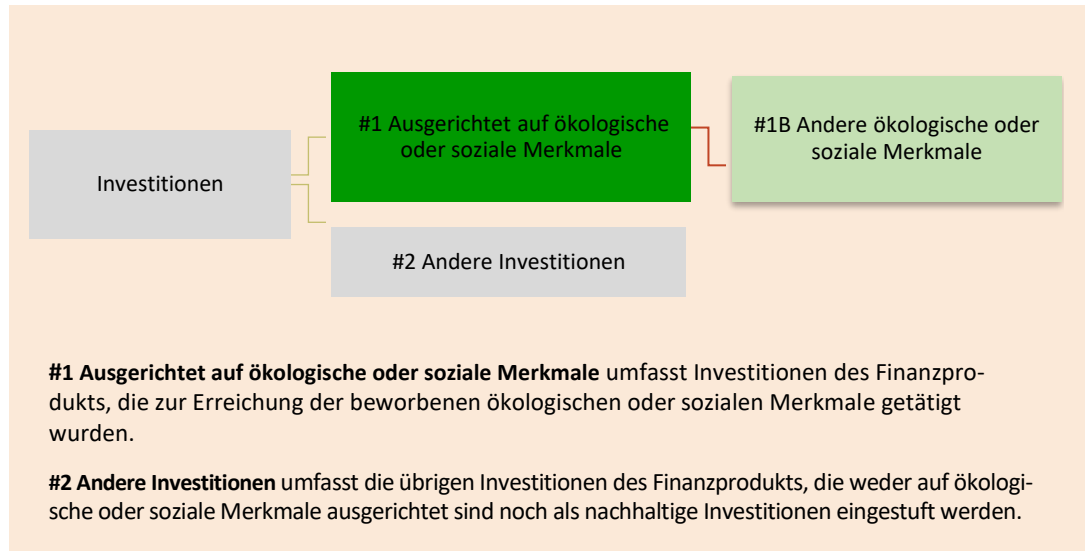 #1 Ausgerichtet auf ökologische
oder soziale Merkmale
#1B Andere ökologische oder
soziale Merkmale
Investitionen
#2 Andere Investitionen
#1 Ausgerichtet auf ökologische oder soziale Merkmale umfasst Investitionen des Finanzpro-
dukts, die zur Erreichung der beworbenen ökologischen oder sozialen Merkmale getätigt
wurden.
#2 Andere Investitionen umfasst die übrigen Investitionen des Finanzprodukts, die weder auf ökologi-
sche oder soziale Merkmale ausgerichtet sind noch als nachhaltige Investitionen eingestuft werden.